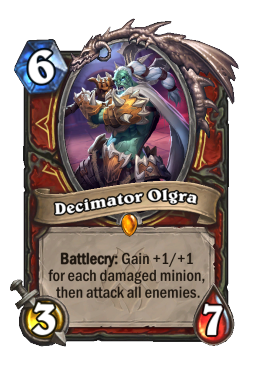 6
Decimator Olgra
Battlecry: Gain +1/+1
for each damaged minion,
then attack all enemies.
3
7